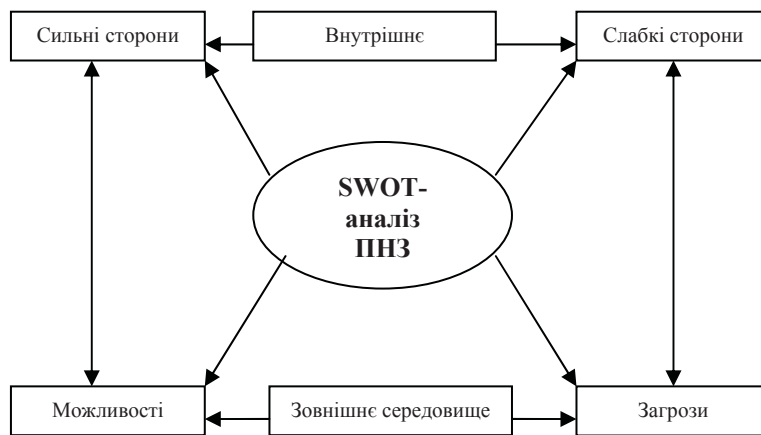 Сильні сторони
Внутрішнє
Слабкі сторони
SWOT-
аналіз
ПНЗ
Можливості
Зовнішнє середовище
Загрози